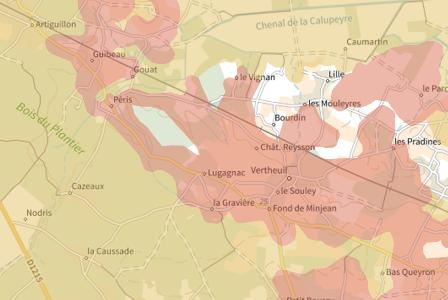 Artiguillon
Chenal de la Calupeyre
Caumartin
Guibeau
Gouat
le Vignan
Lille
le Parc
Péris
les Mouleyres
Bourdin
Bois du Plantier
Chât. Reysson
les Pradines
Lugagnac
Vertheuil
Cazeaux
le Souley
la Gravière
Fond de Minjean
Nodris
la Caussade
D1215
Bas Queyron